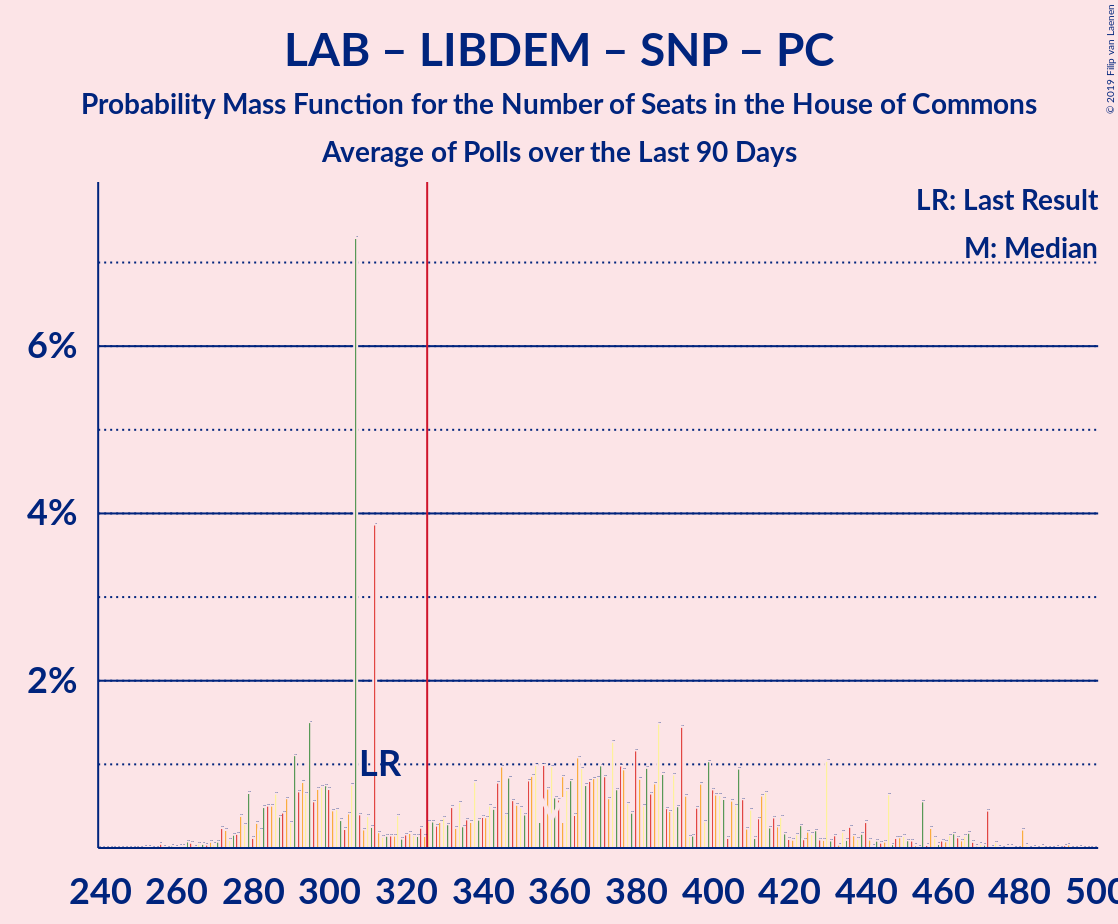 LAB – LIBDEM – SNP – PC
Probability Mass Function for the Number of Seats in the House of Commons
Average of Polls over the Last 90 Days
© 2019 Filip van Laenen
LR: Last Result
M: Median
6%
4%
2%
LR
240 260 280 300 320 340 360 380 400 420 440 460 480 500